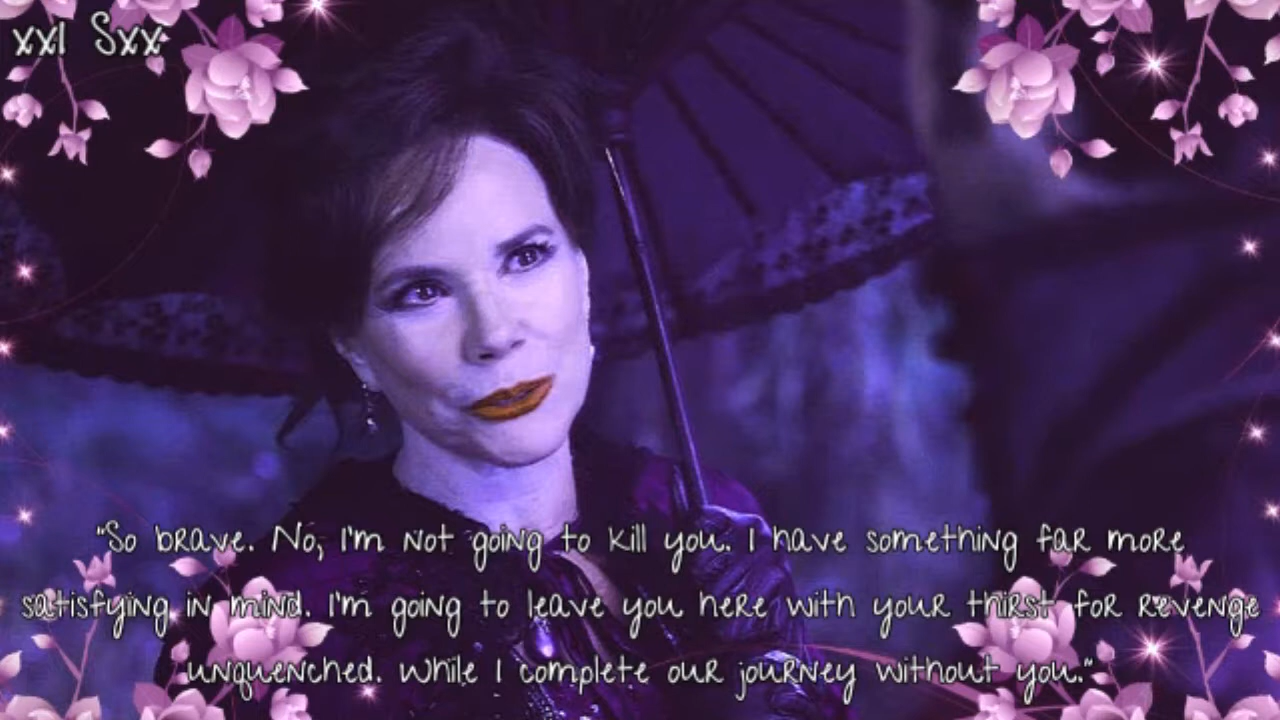 xxl Sxx
"So brave. No, I'm not going to kill you. I have something far more
satisfying in mind. I'm going to leave you here with your thirst for revenge
unquenched. While I complete our journey without you."